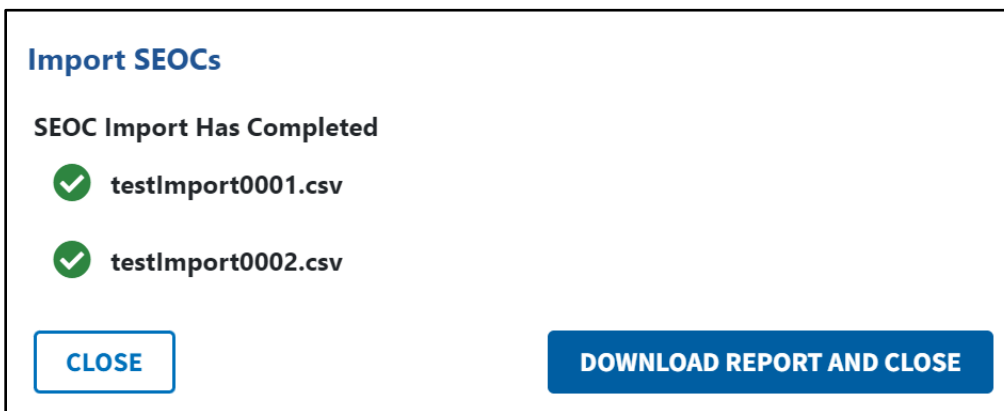 Import SEOCs
SEOC Import Has Completed
testImport0001.csv
testImport0002.csv
CLOSE
DOWNLOAD REPORT AND CLOSE